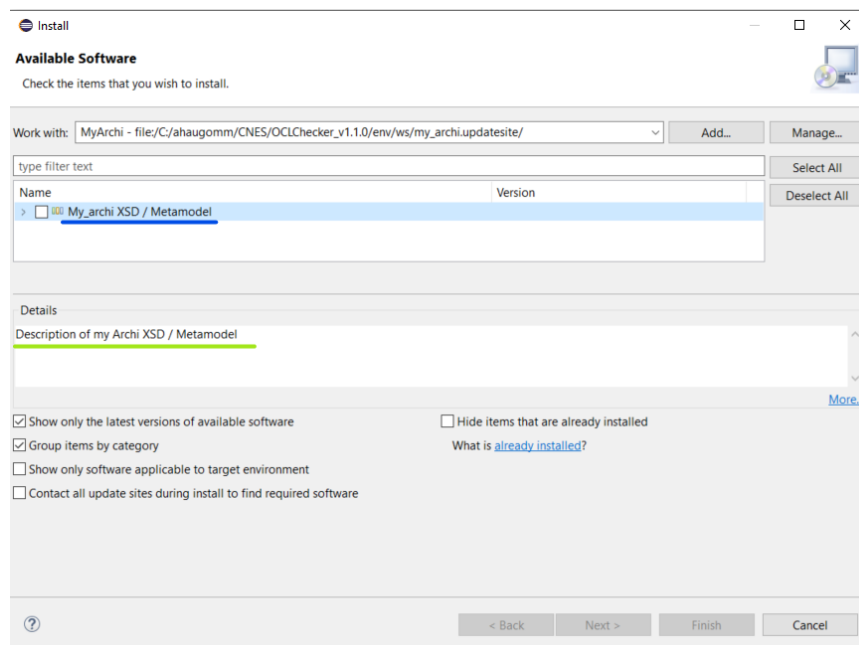 Install
Available Software
Check the items that you wish to install.
Work with: MyArchi - file:/C:/ahaugomm/CNES/OCLChecker_v1.1.0/env/ws/my_archi.updatesite/ Add... Manage...
type filter text Select All
Name Version Deselect All
My_archi XSD / Metamodel
Details
Description of my Archi XSD / Metamodel
More.
Show only the latest versions of available software Hide items that are already installed
Group items by category What is already installed?
Show only software applicable to target environment
Contact all update sites during install to find required software
? < Back Next > Finish Cancel